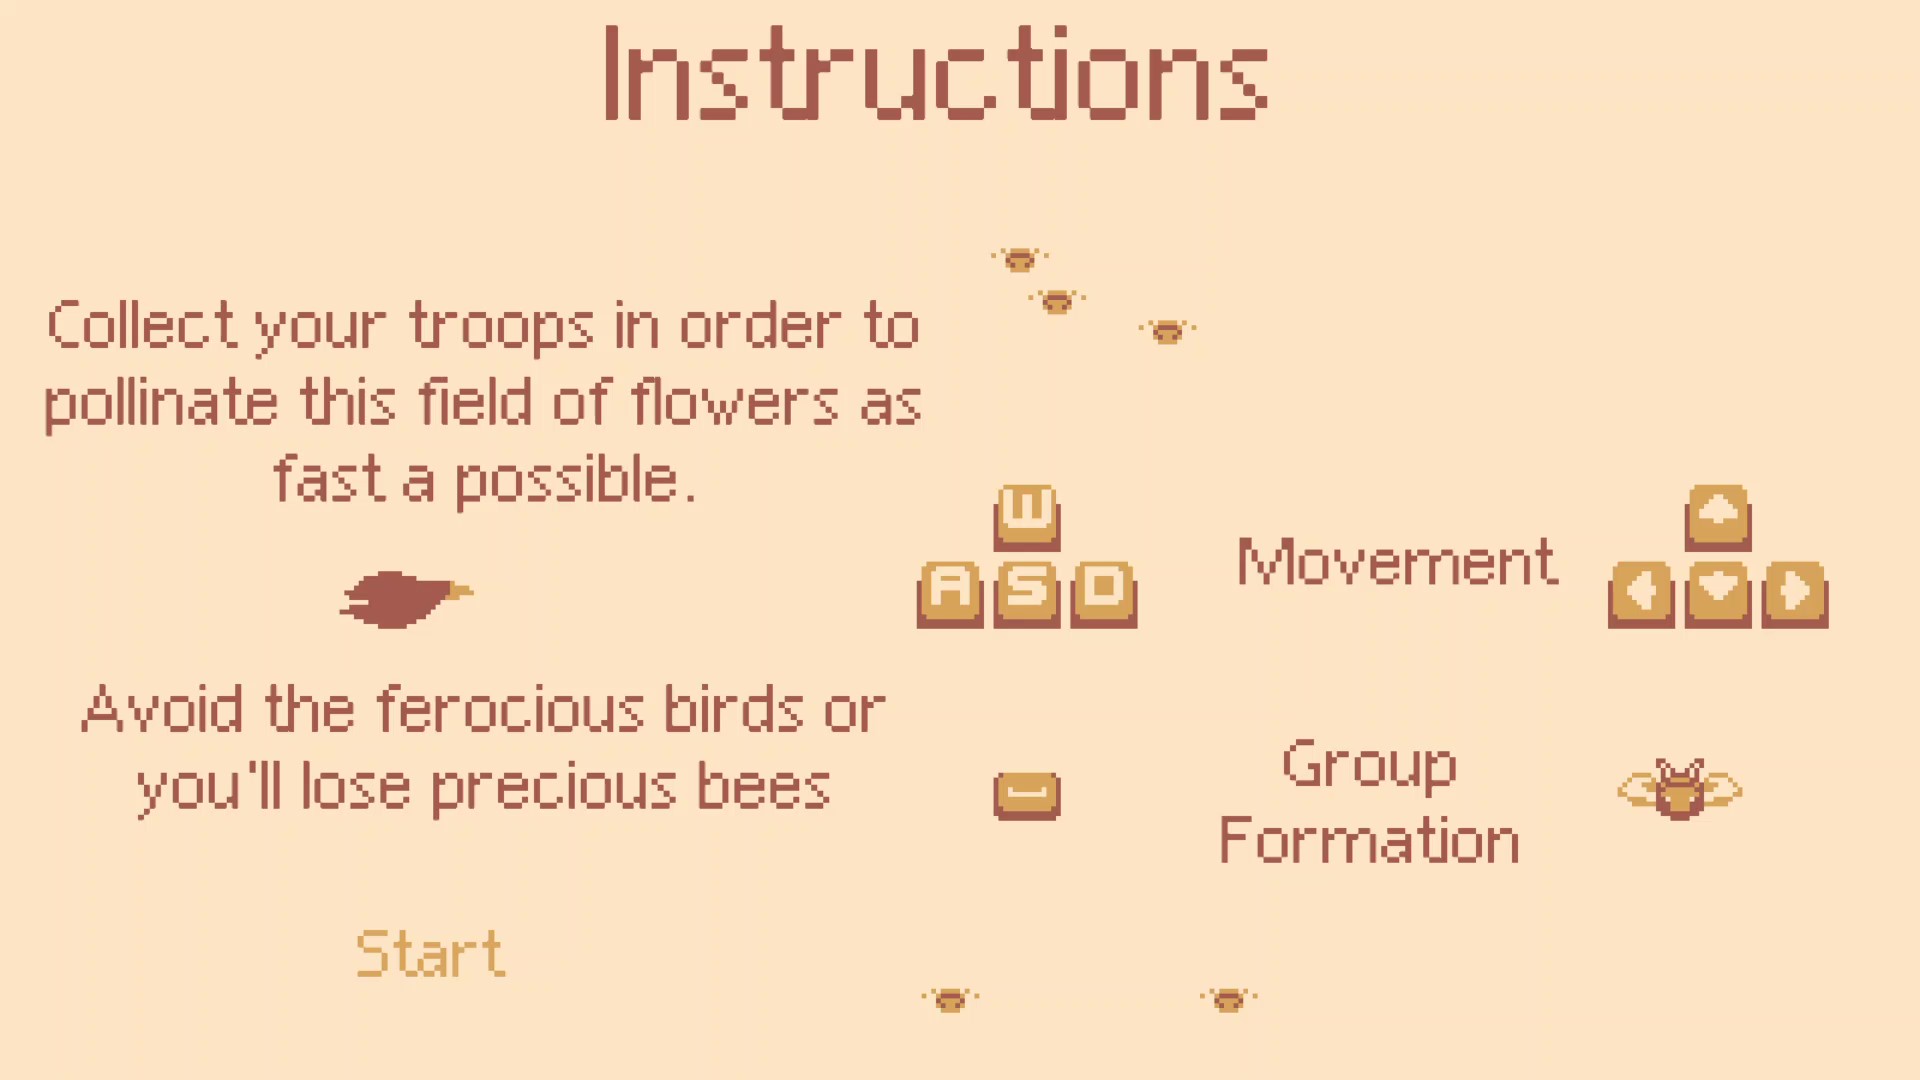 Instructions
Collect your troops in order to
pollinate this field of flowers as
fast a possible.
Avoid the ferocious birds or
you'll lose precious bees
Start
W
A S D
Movement
Group
Formation